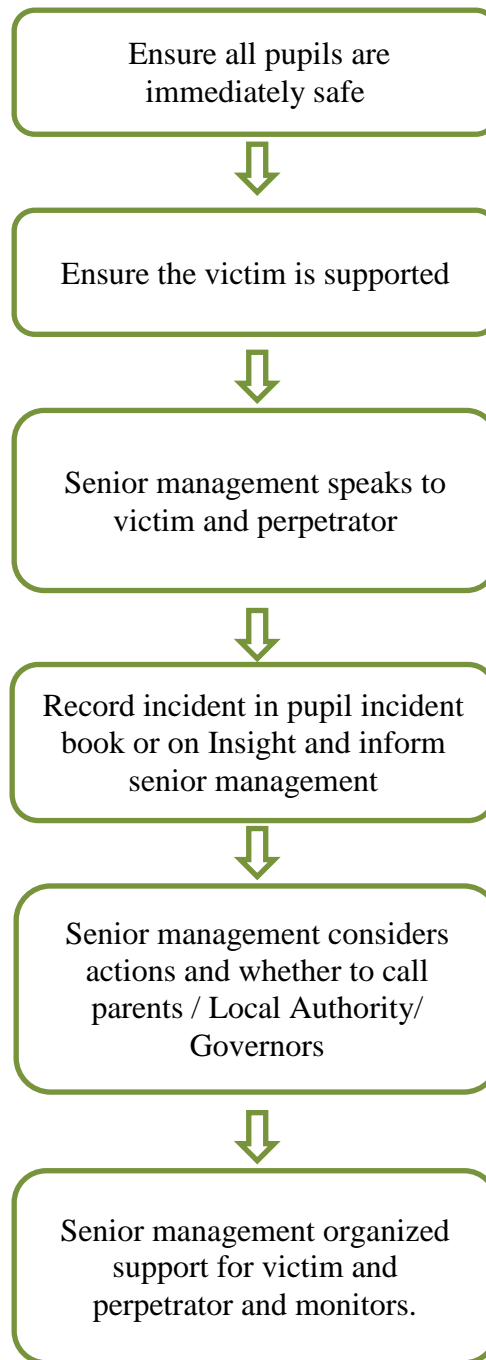 Ensure all pupils are
immediately safe
Ensure the victim is supported
Senior management speaks to
victim and perpetrator
Record incident in pupil incident
book or on Insight and inform
senior management
Senior management considers
actions and whether to call
parents / Local Authority/
Governors
Senior management organized
support for victim and
perpetrator and monitors.